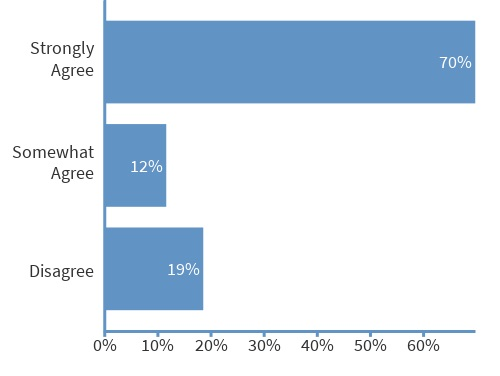 Strongly
Agree
70%
Somewhat
Agree
12%
Disagree
19%
0% 10% 20% 30% 40% 50% 60%